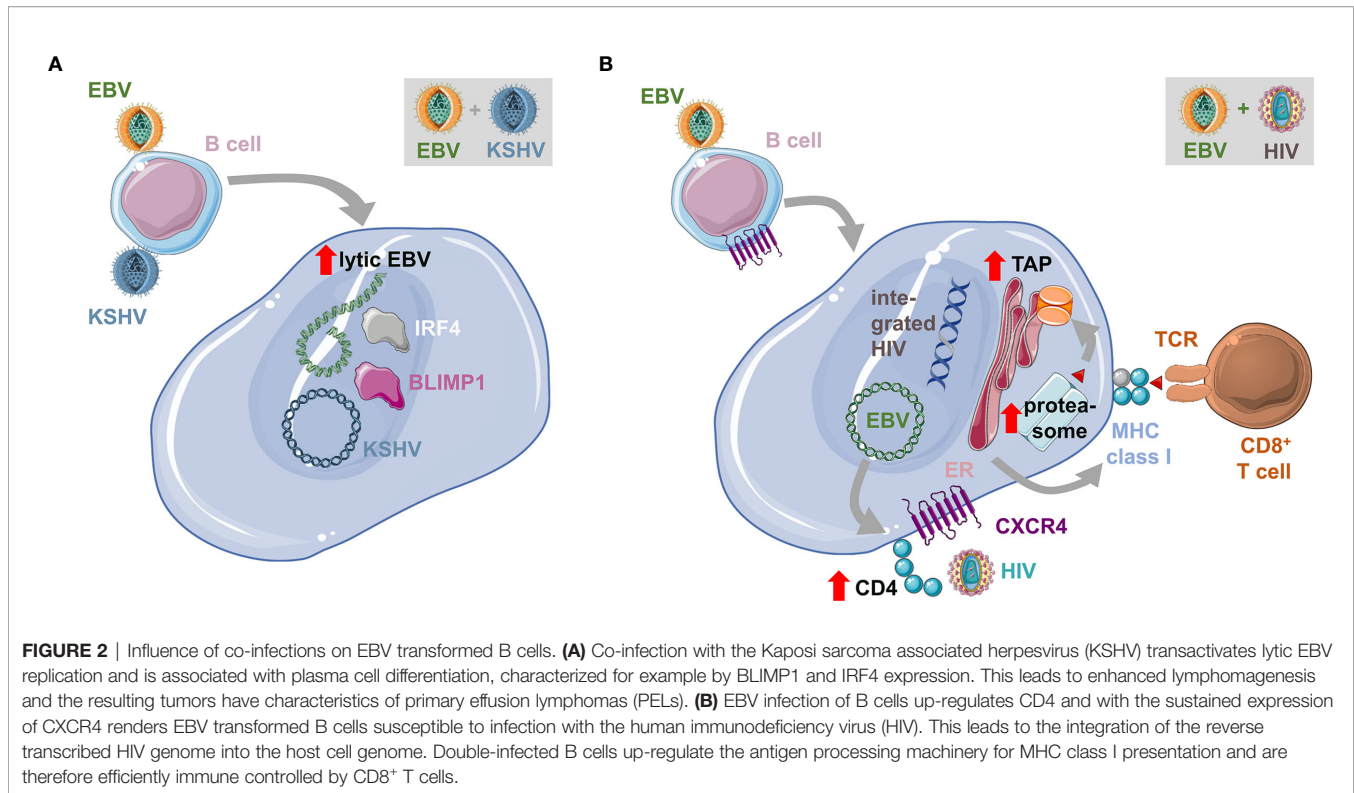 A
EBV
B cell
KSHV
EBV + KSHV
lytic EBV
IRF4
BLIMP1
KSHV
B
EBV
B cell
EBV + HIV
TAP
inte-
grated
HIV
EBV
protea-
some
ER
TCR
MHC
class I
CD8⁺
T cell
CXCR4
HIV
CD4
FIGURE 2 | Influence of co-infections on EBV transformed B cells. (A) Co-infection with the Kaposi sarcoma associated herpesvirus (KSHV) transactivates lytic EBV
replication and is associated with plasma cell differentiation, characterized for example by BLIMP1 and IRF4 expression. This leads to enhanced lymphomagenesis
and the resulting tumors have characteristics of primary effusion lymphomas (PELs). (B) EBV infection of B cells up-regulates CD4 and with the sustained expression
of CXCR4 renders EBV transformed B cells susceptible to infection with the human immunodeficiency virus (HIV). This leads to the integration of the reverse
transcribed HIV genome into the host cell genome. Double-infected B cells up-regulate the antigen processing machinery for MHC class I presentation and are
therefore efficiently immune controlled by CD8⁺ T cells.